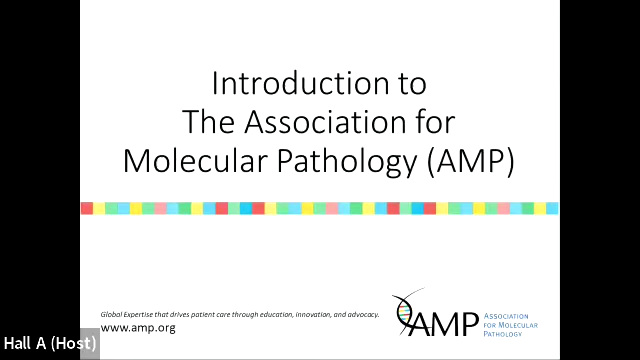 Introduction to
The Association for
Molecular Pathology (AMP)
Global Expertise that drives patient care through education, innovation, and advocacy.
www.amp.org
AMP
ASSOCIATION
FOR MOLECULAR
PATHOLOGY
Hall A (Host)